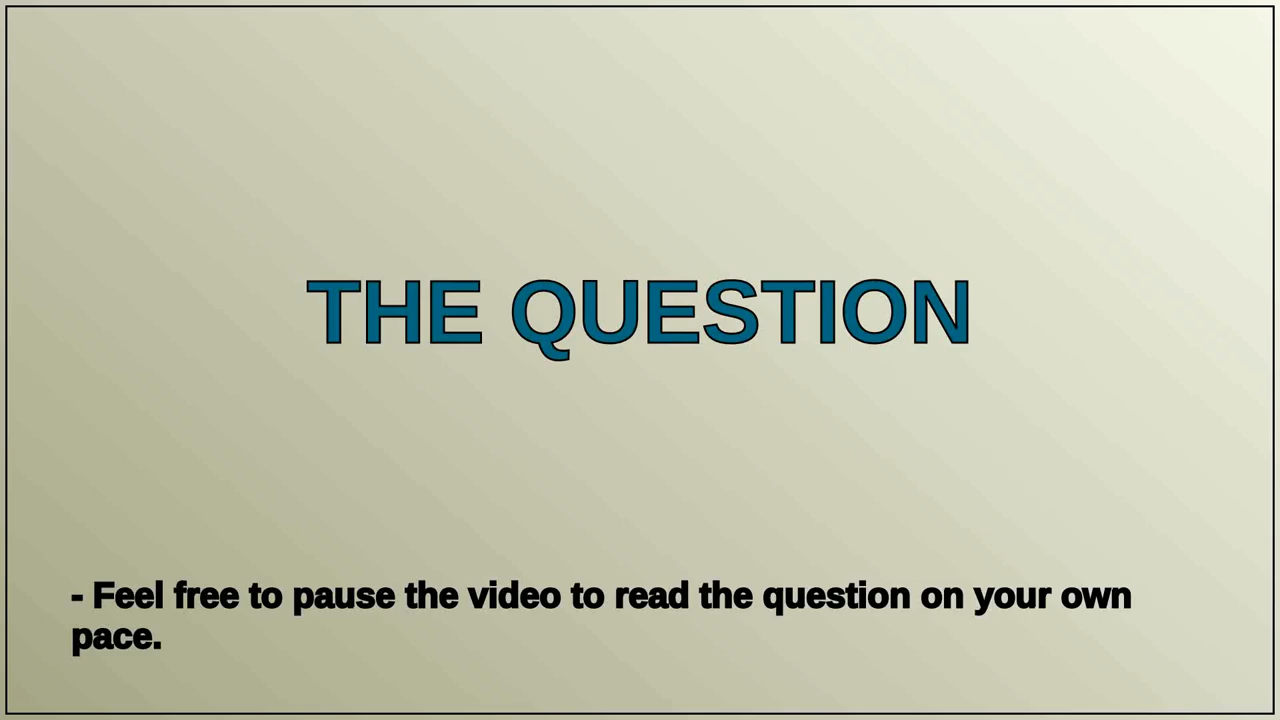 THE QUESTION
- Feel free to pause the video to read the question on your own
pace.